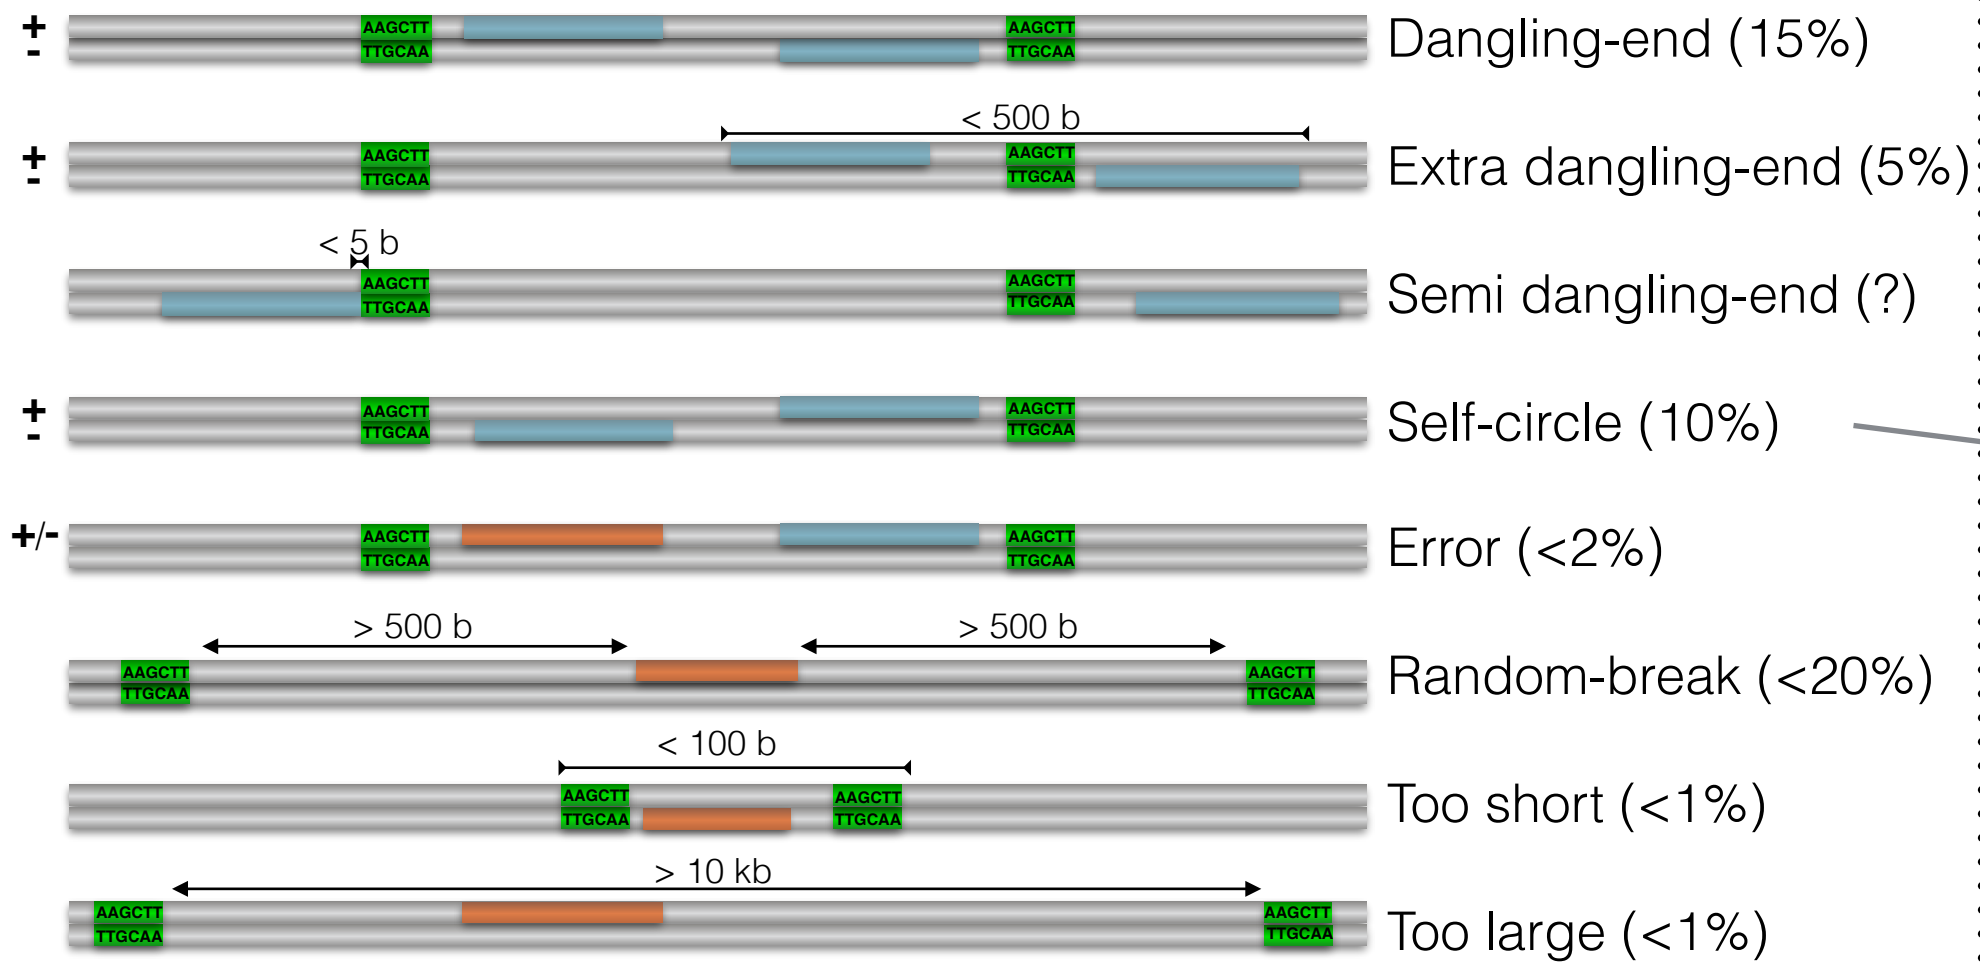 + AAGCTT AAGCTT Dangling-end (15%)
- TTGCAA TTGCAA
< 500 b
+ AAGCTT AAGCTT Extra dangling-end (5%)
- TTGCAA TTGCAA
< 5 b
AAGCTT AAGCTT Semi dangling-end (?)
TTGCAA TTGCAA
+ AAGCTT AAGCTT Self-circle (10%)
- TTGCAA TTGCAA
+/- AAGCTT AAGCTT Error (<2%)
TTGCAA TTGCAA
> 500 b > 500 b
AAGCTT AAGCTT Random-break (<20%)
TTGCAA TTGCAA
< 100 b
AAGCTT AAGCTT Too short (<1%)
TTGCAA TTGCAA
> 10 kb
AAGCTT AAGCTT Too large (<1%)
TTGCAA TTGCAA